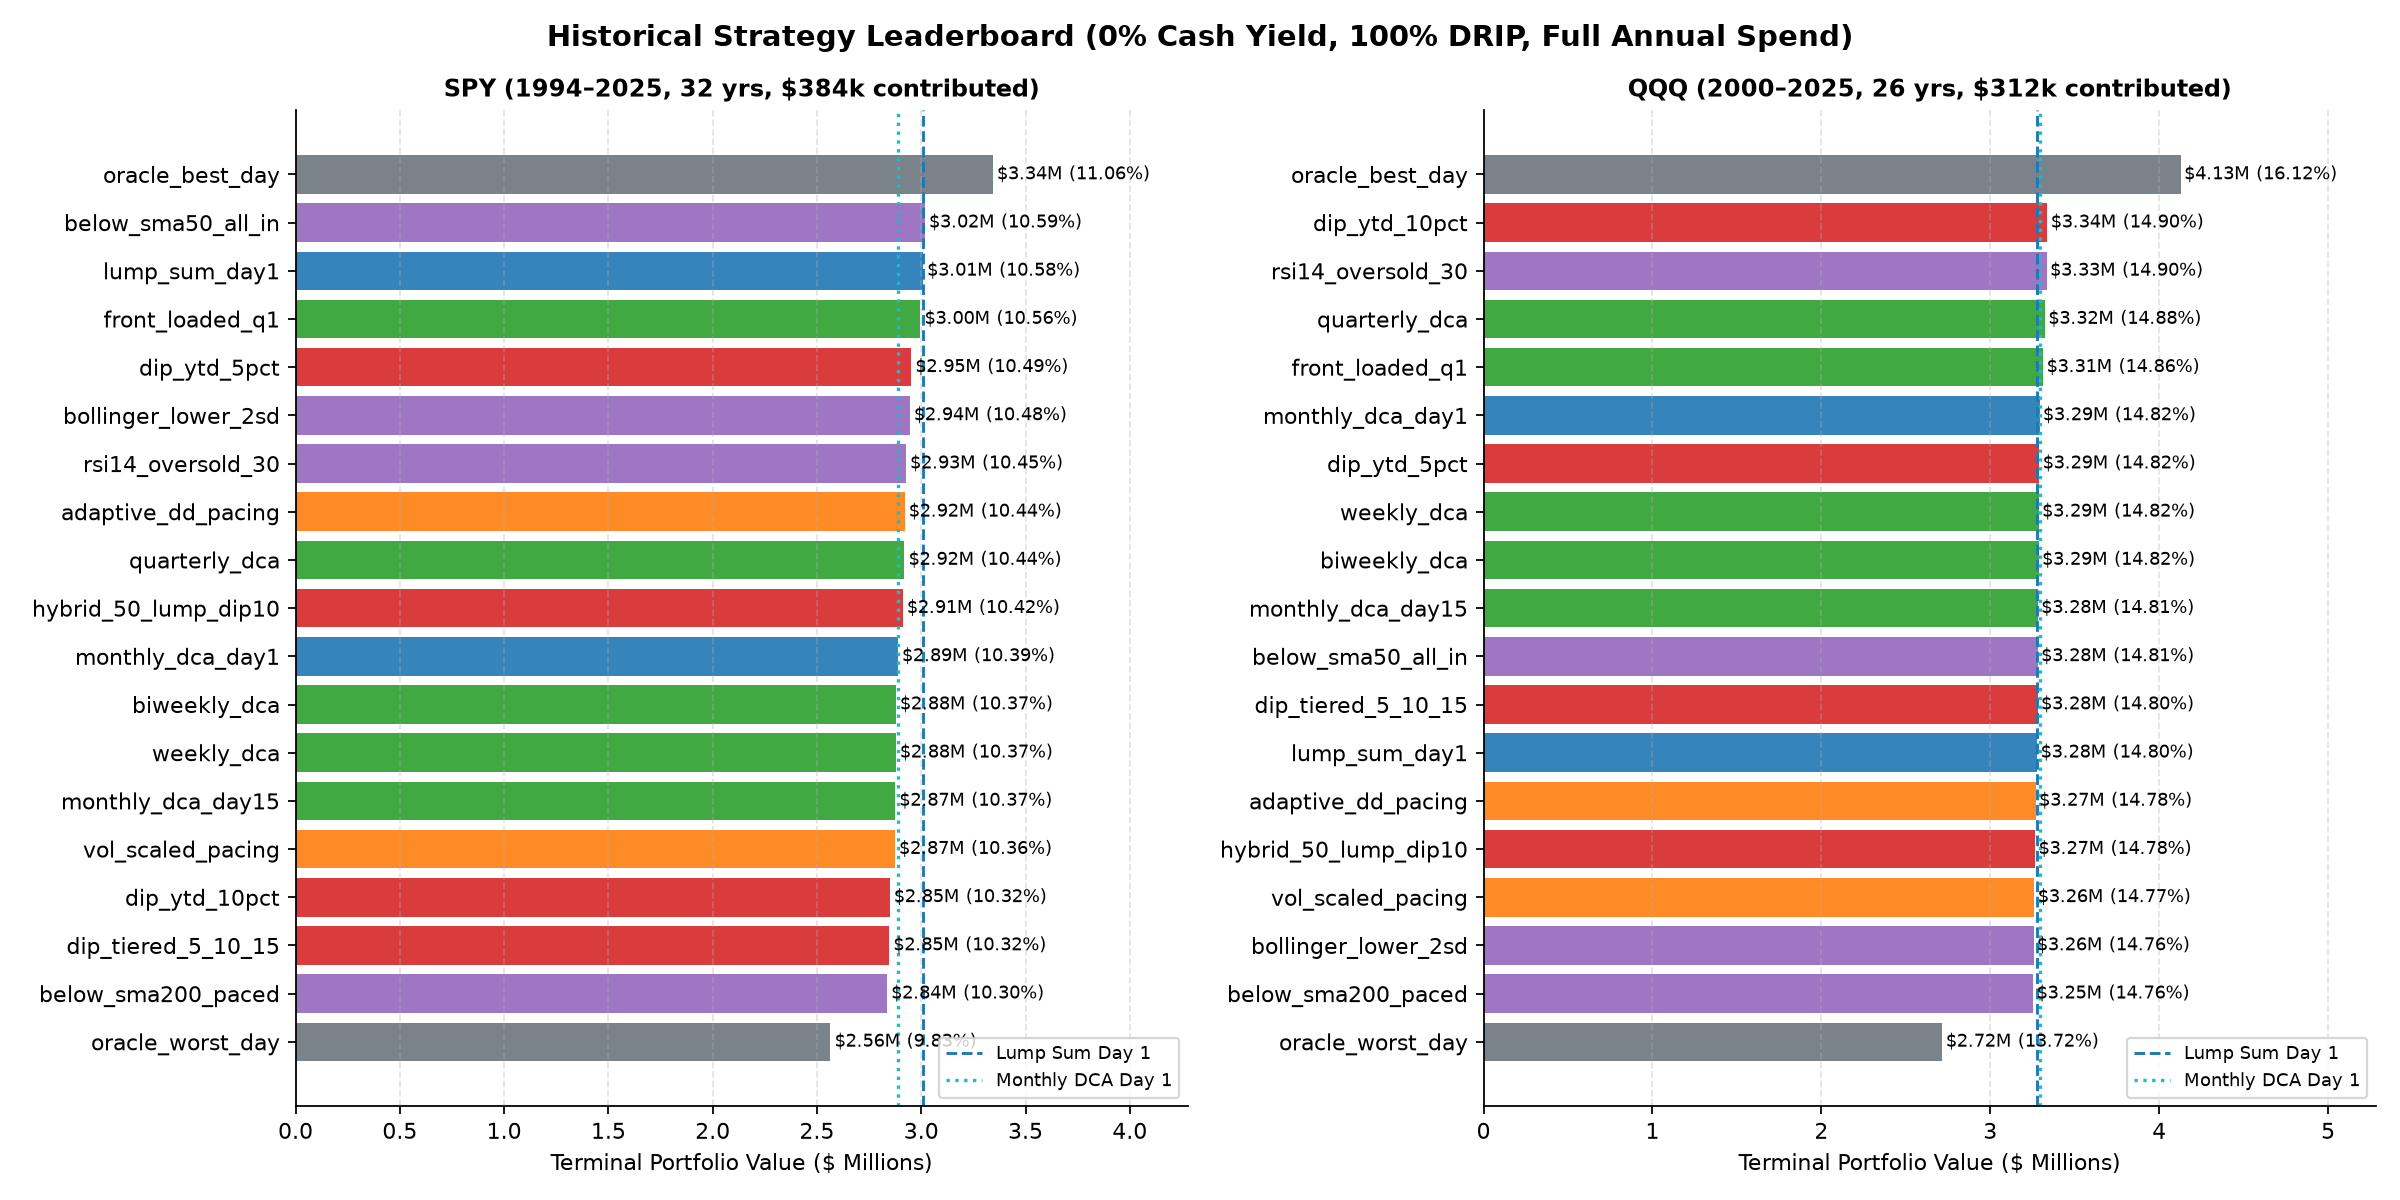 Historical Strategy Leaderboard (0% Cash Yield, 100% DRIP, Full Annual Spend)
SPY (1994–2025, 32 yrs, $384k contributed)
oracle_best_day $3.34M (11.06%)
below_sma50_all_in $3.02M (10.59%)
lump_sum_day1 $3.01M (10.58%)
front_loaded_q1 $3.00M (10.56%)
dip_ytd_5pct $2.95M (10.49%)
bollinger_lower_2sd $2.94M (10.48%)
rsi14_oversold_30 $2.93M (10.45%)
adaptive_dd_pacing $2.92M (10.44%)
quarterly_dca $2.92M (10.44%)
hybrid_50_lump_dip10 $2.91M (10.42%)
monthly_dca_day1 $2.89M (10.39%)
biweekly_dca $2.88M (10.37%)
weekly_dca $2.88M (10.37%)
monthly_dca_day15 $2.87M (10.37%)
vol_scaled_pacing $2.87M (10.36%)
dip_ytd_10pct $2.85M (10.32%)
dip_tiered_5_10_15 $2.85M (10.32%)
below_sma200_paced $2.84M (10.30%)
oracle_worst_day $2.56M (9.83%)
Lump Sum Day 1
Monthly DCA Day 1
0.0 0.5 1.0 1.5 2.0 2.5 3.0 3.5 4.0
Terminal Portfolio Value ($ Millions)
QQQ (2000–2025, 26 yrs, $312k contributed)
oracle_best_day $4.13M (16.12%)
dip_ytd_10pct $3.34M (14.90%)
rsi14_oversold_30 $3.33M (14.90%)
quarterly_dca $3.32M (14.88%)
front_loaded_q1 $3.31M (14.86%)
monthly_dca_day1 $3.29M (14.82%)
dip_ytd_5pct $3.29M (14.82%)
weekly_dca $3.29M (14.82%)
biweekly_dca $3.29M (14.82%)
monthly_dca_day15 $3.28M (14.81%)
below_sma50_all_in $3.28M (14.81%)
dip_tiered_5_10_15 $3.28M (14.80%)
lump_sum_day1 $3.28M (14.80%)
adaptive_dd_pacing $3.27M (14.78%)
hybrid_50_lump_dip10 $3.27M (14.78%)
vol_scaled_pacing $3.26M (14.77%)
bollinger_lower_2sd $3.26M (14.76%)
below_sma200_paced $3.25M (14.76%)
oracle_worst_day $2.72M (13.72%)
Lump Sum Day 1
Monthly DCA Day 1
0 1 2 3 4 5
Terminal Portfolio Value ($ Millions)